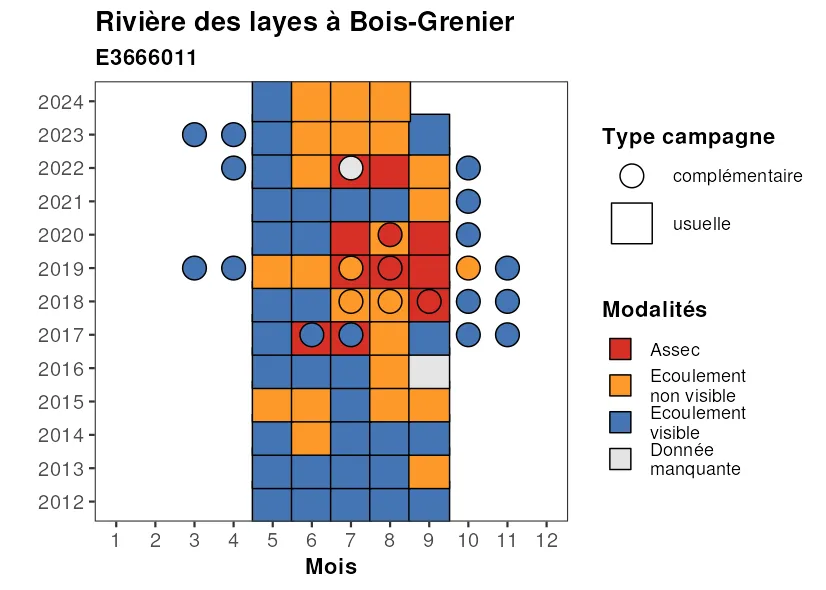 Rivière des layes à Bois-Grenier
E3666011
2024
2023
2022
2021
2020
2019
2018
2017
2016
2015
2014
2013
2012
1 2 3 4 5 6 7 8 9 10 11 12
Mois
Type campagne
complémentaire
usuelle
Modalités
Assec
Ecoulement
non visible
Ecoulement
visible
Donnée
manquante